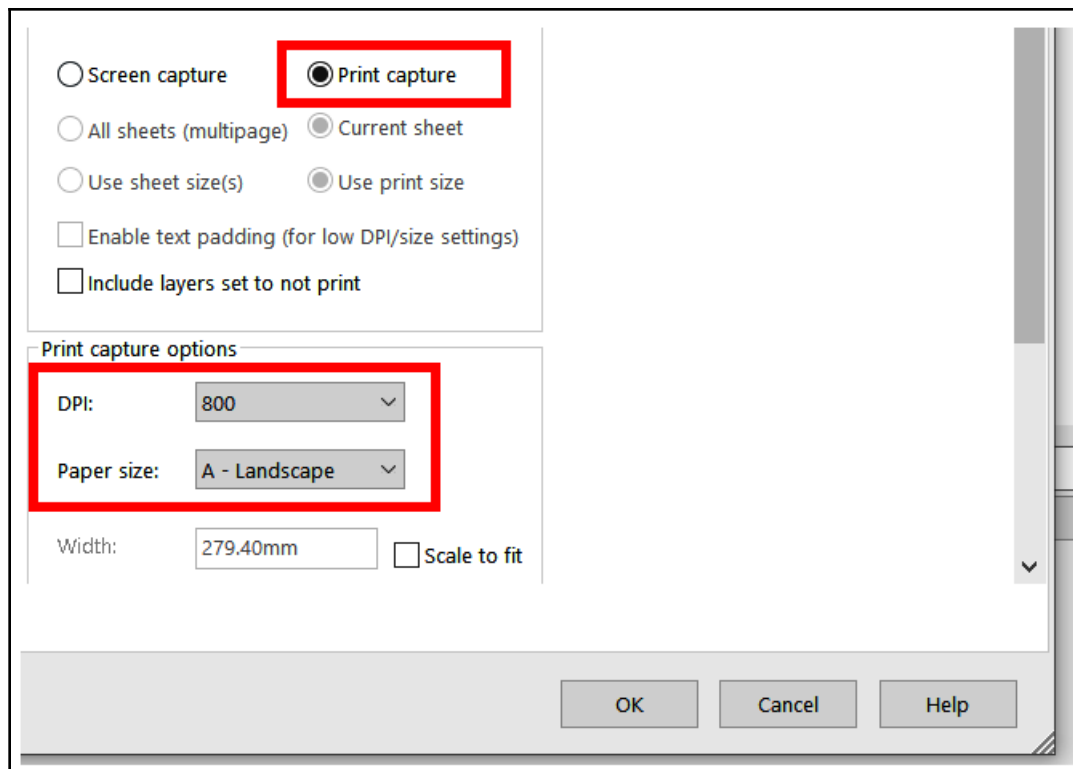 Screen capture Print capture
All sheets (multipage) Current sheet
Use sheet size(s) Use print size
Enable text padding (for low DPI/size settings)
Include layers set to not print
Print capture options
DPI: 800
Paper size: A - Landscape
Width: 279.40mm Scale to fit
OK Cancel Help